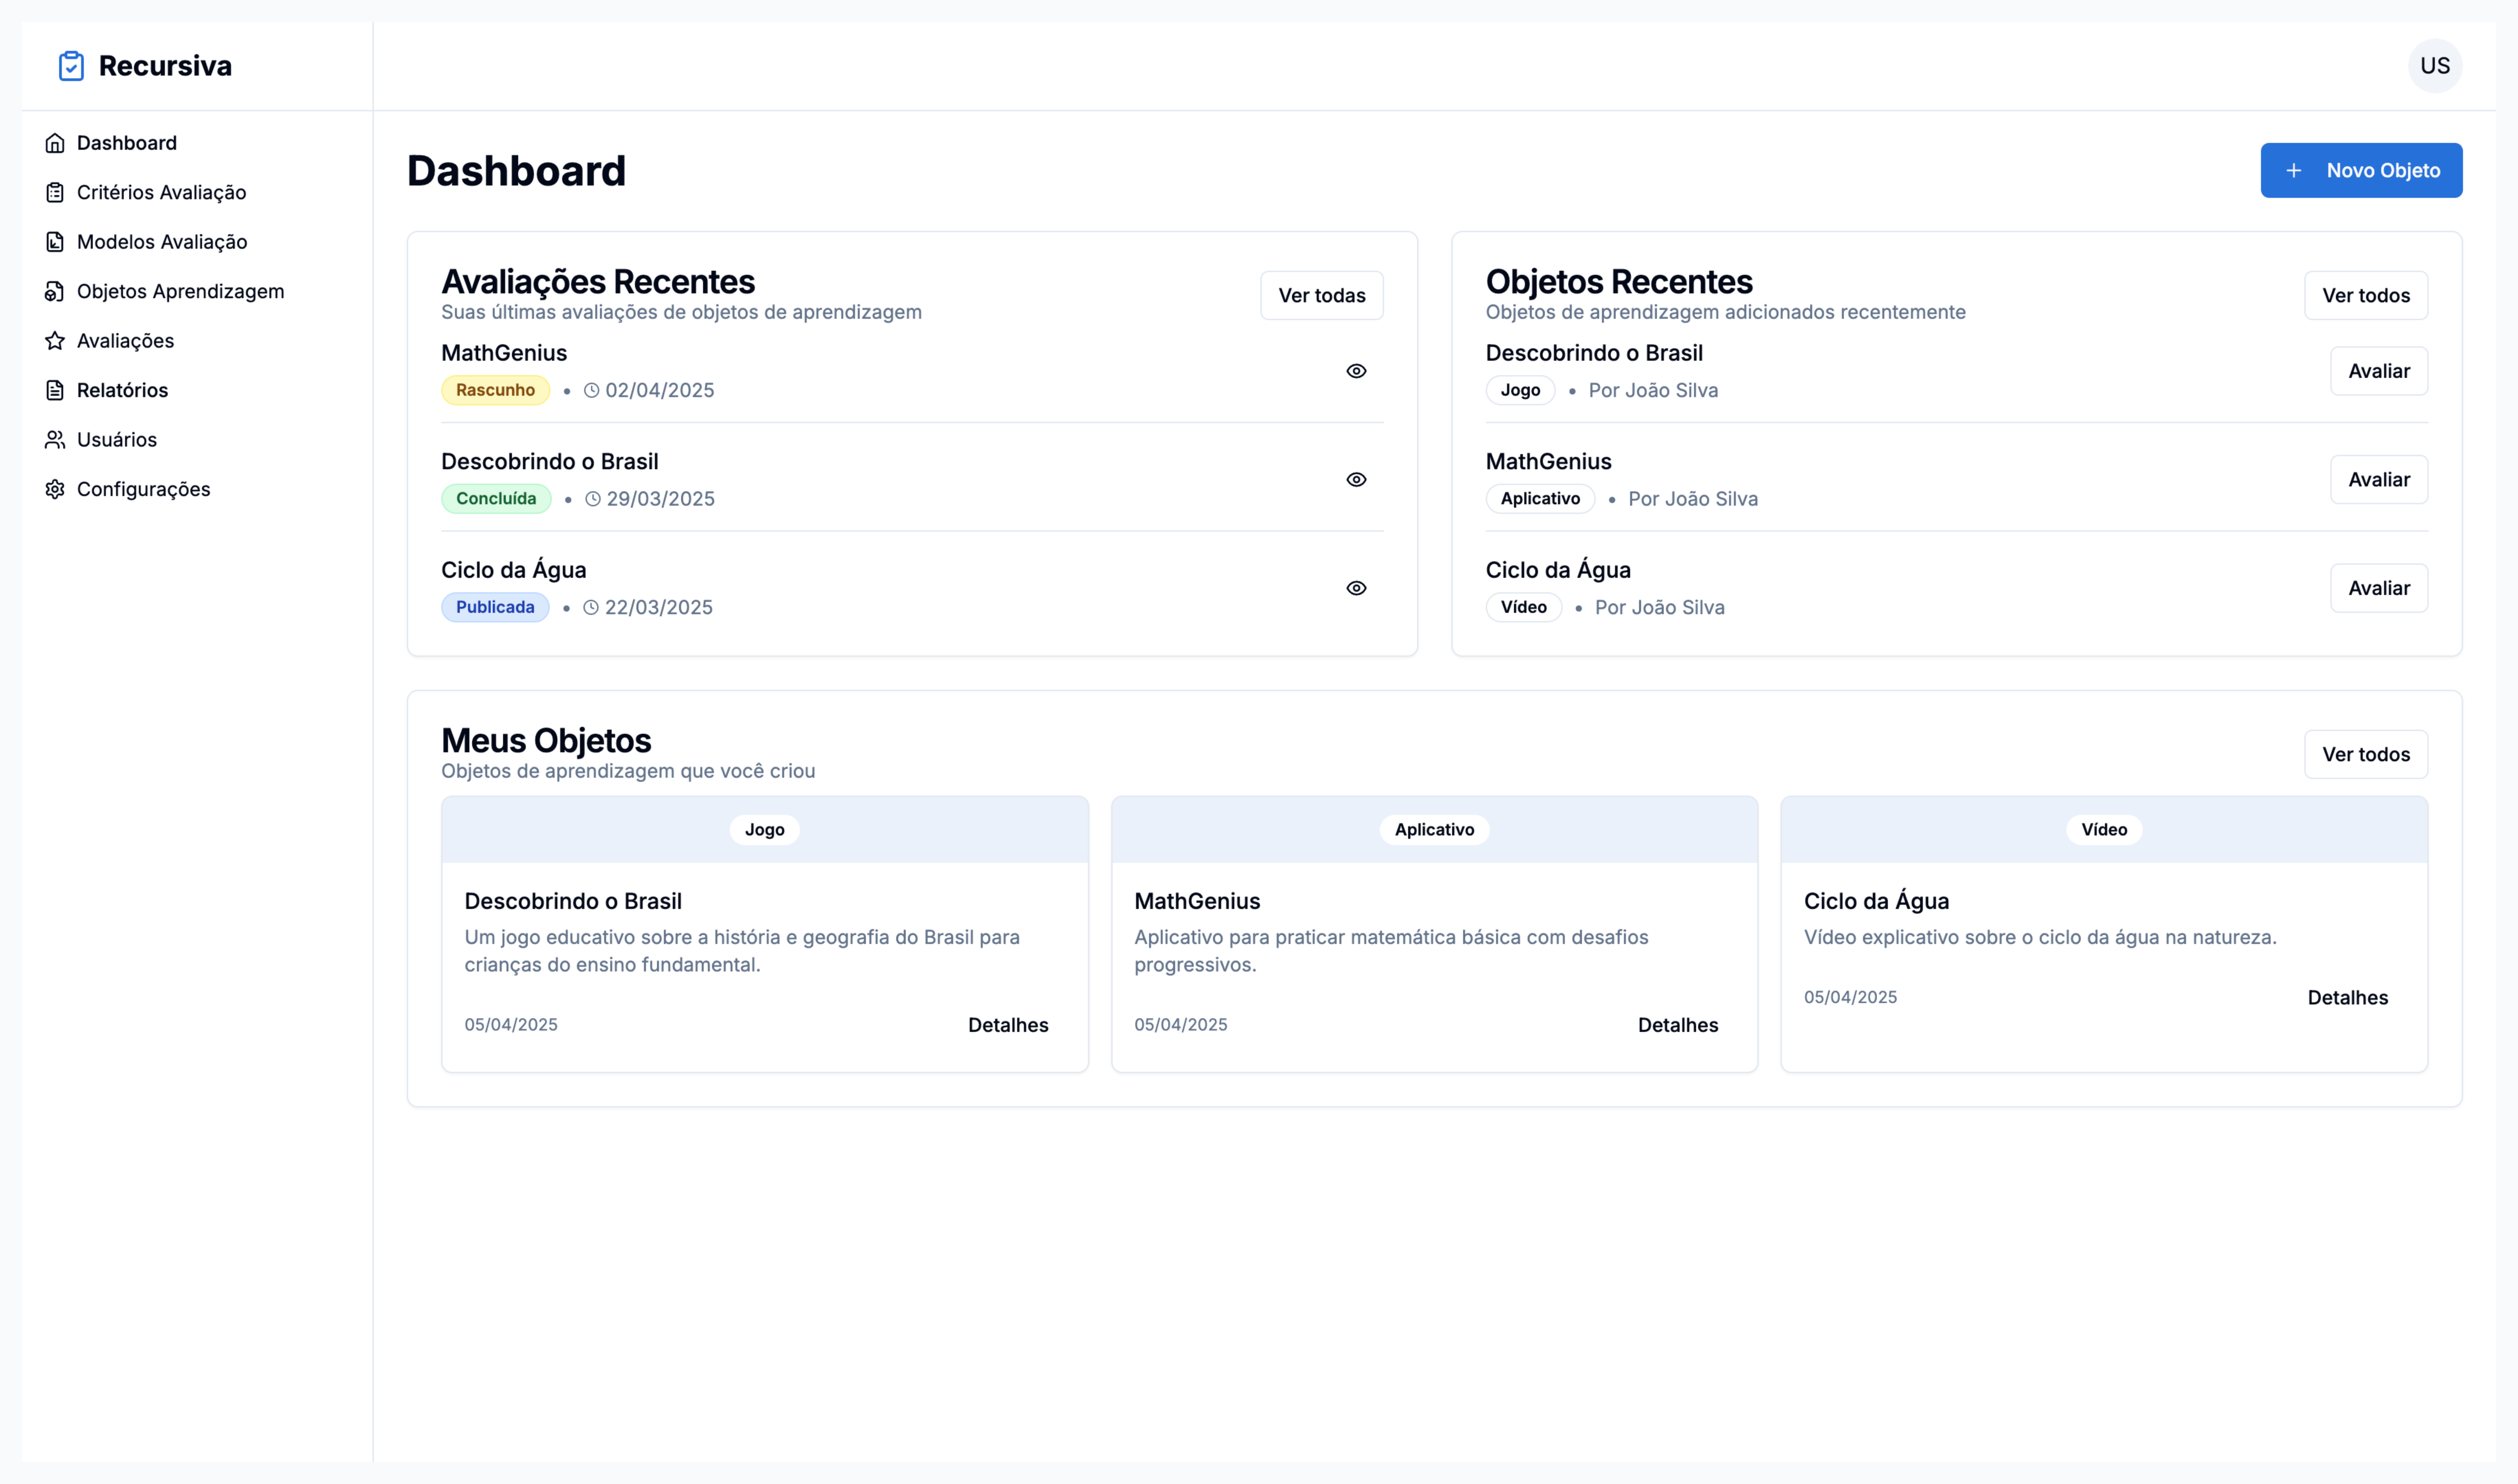 Recursiva
US
Dashboard
Critérios Avaliação
Modelos Avaliação
Objetos Aprendizagem
Avaliações
Relatórios
Usuários
Configurações
Dashboard
Novo Objeto
Avaliações Recentes
Suas últimas avaliações de objetos de aprendizagem
Ver todas
MathGenius
Rascunho • 02/04/2025
Descobrindo o Brasil
Concluída • 29/03/2025
Ciclo da Água
Publicada • 22/03/2025
Objetos Recentes
Objetos de aprendizagem adicionados recentemente
Ver todos
Descobrindo o Brasil
Jogo • Por João Silva
Avaliar
MathGenius
Aplicativo • Por João Silva
Avaliar
Ciclo da Água
Vídeo • Por João Silva
Avaliar
Meus Objetos
Objetos de aprendizagem que você criou
Ver todos
Jogo
Descobrindo o Brasil
Um jogo educativo sobre a história e geografia do Brasil para
crianças do ensino fundamental.
05/04/2025
Detalhes
Aplicativo
MathGenius
Aplicativo para praticar matemática básica com desafios
progressivos.
05/04/2025
Detalhes
Vídeo
Ciclo da Água
Vídeo explicativo sobre o ciclo da água na natureza.
05/04/2025
Detalhes